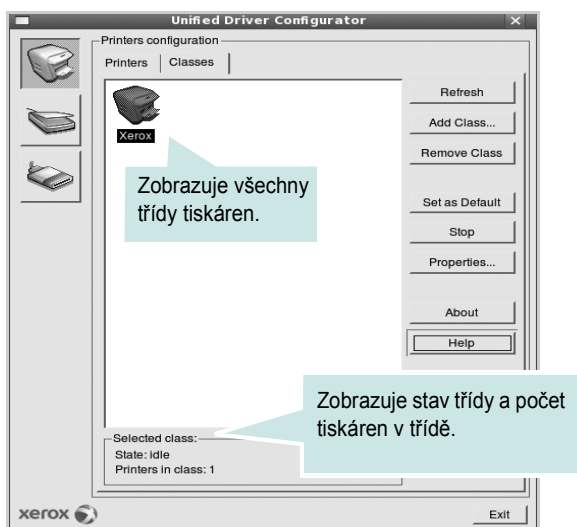 Unified Driver Configurator
Printers configuration
Printers
Classes
Xerox
Zobrazuje všechny
třídy tiskáren.
Refresh
Add Class...
Remove Class
Set as Default
Stop
Properties...
About
Help
Zobrazuje stav třídy a počet
tiskáren v třídě.
Selected class:
State: idle
Printers in class: 1
xerox
Exit